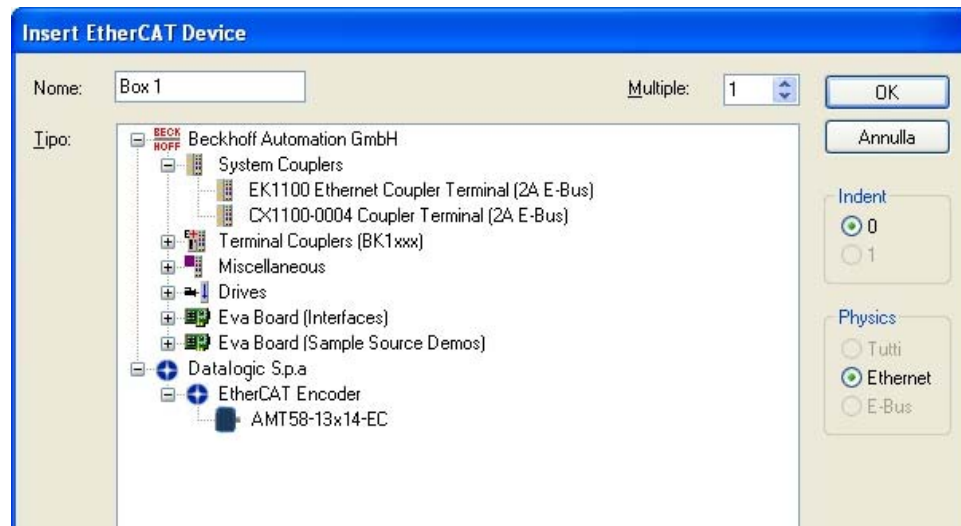 Insert EtherCAT Device
Nome: Box 1 Multiple: 1 OK
Tipo: BECKHOFF Beckhoff Automation GmbH Annulla
System Couplers
EK1100 Ethernet Coupler Terminal (2A E-Bus)
CX1100-0004 Coupler Terminal (2A E-Bus)
Terminal Couplers (BK1xxx)
Miscellaneous
Drives
Eva Board (Interfaces)
Eva Board (Sample Source Demos)
Datalogic S.p.a
EtherCAT Encoder
AMT58-13x14-EC
Indent
0
1
Physics
Tutti
Ethernet
E-Bus